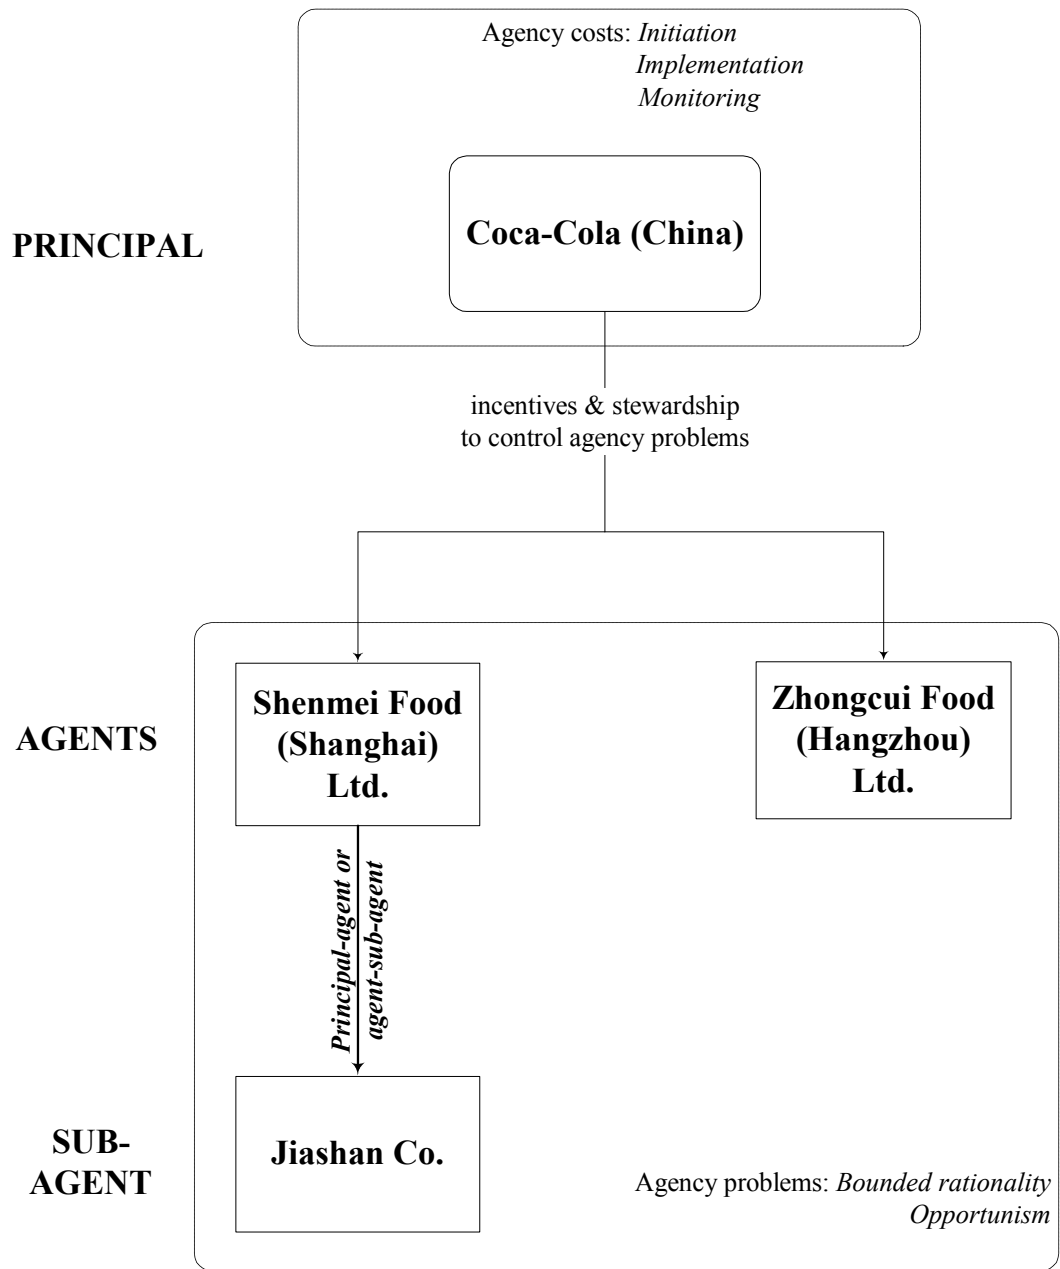 Agency costs: Initiation
Implementation
Monitoring
PRINCIPAL
Coca-Cola (China)
incentives & stewardship
to control agency problems
AGENTS
Shenmei Food
(Shanghai)
Ltd.
Zhongcui Food
(Hangzhou)
Ltd.
Principal-agent or
agent-sub-agent
SUB-
AGENT
Jiashan Co.
Agency problems: Bounded rationality
Opportunism